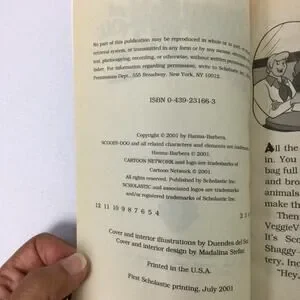 No part of this publication may be reproduced in whole or in part, or
retrieval system, or transmitted in any form or by any means, electronic
ical, photocopying, recording, or otherwise, without written permission
lisher. For information regarding permission, write to Scholastic Inc.,
Permissions Dept., 555 Broadway, New York, NY 10012.
ISBN 0-439-23166-3
Copyright © 2001 by Hanna-Barbera.
SCOOBY-DOO and all related characters and elements are trademarks
Hanna-Barbera © 2001.
CARTOON NETWORK and logo are trademarks of
Cartoon Network © 2001.
All rights reserved. Published by Scholastic Inc.
SCHOLASTIC and associated logos are trademarks
and/or registered trademarks of Scholastic Inc.
12 11 10 9 8 7 6 5 4
Cover and interior illustrations by Duendes del Sur
Cover and interior design by Madalina Stefan
Printed in the U.S.A.
First Scholastic printing, July 2001
All the
in. You
bag full
and bro
animals
make th
Then
VeggieV
It's Sc
Shaggy
in
"Hey,